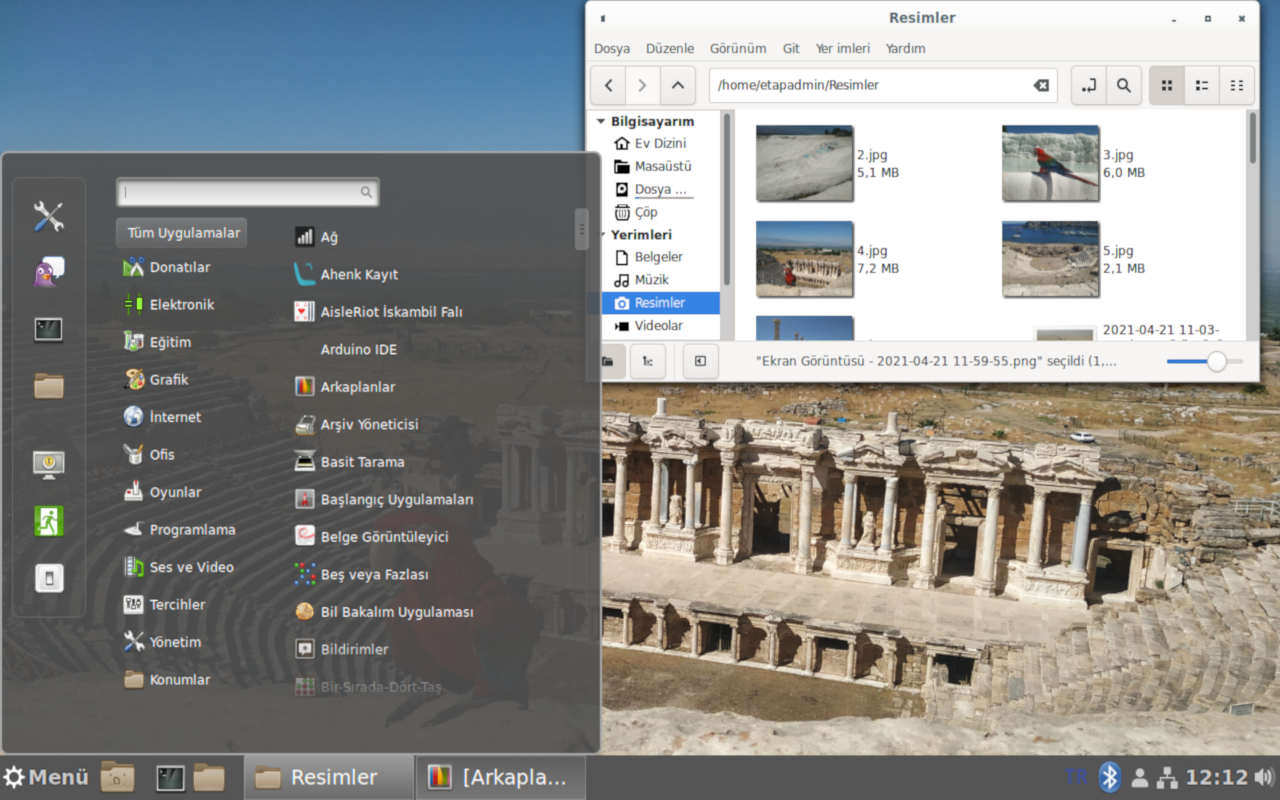 Resimler
Dosya Düzenle Görünüm Git Yer imleri Yardım
/home/etapadmin/Resimler
Bilgisayarım
Ev Dizini
Masaüstü
Dosya ...
Çöp
Yerimleri
Belgeler
Müzik
Resimler
Videolar
2.jpg
5,1 MB
3.jpg
6,0 MB
4.jpg
7,2 MB
5.jpg
2,1 MB
2021-04-21 11-03-
"Ekran Görüntüsü - 2021-04-21 11-59-55.png" seçildi (1,...
Tüm Uygulamalar
Donatılar
Elektronik
Eğitim
Grafik
İnternet
Ofis
Oyunlar
Programlama
Ses ve Video
Tercihler
Yönetim
Konumlar
Ağ
Ahenk Kayıt
AisleRiot İskambil Falı
Arduino IDE
Arkaplanlar
Arşiv Yöneticisi
Basit Tarama
Başlangıç Uygulamaları
Belge Görüntüleyici
Beş veya Fazlası
Bil Bakalım Uygulaması
Bildirimler
Bir-Sırada-Dört-Taş
Menü
Resimler
[Arkapla...
TR
12:12